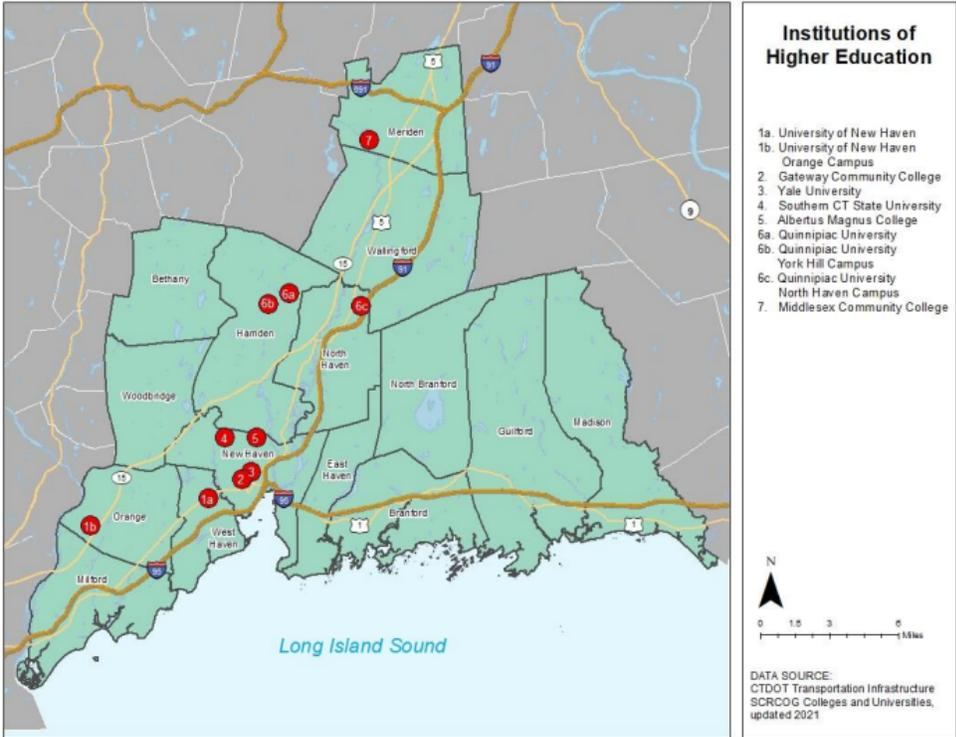 5
91
691
Meriden
7
9
5
Wallingford
15
91
Bethany
6a
6b
6c
Hamden
North
Haven
Woodbridge
North Branford
Madison
Guilford
4
5
New Haven
East
Haven
3
2
15
1a
95
Orange
Branford
1b
1
1
West
Haven
95
Milford
Long Island Sound
Institutions of
Higher Education
1a. University of New Haven
1b. University of New Haven
Orange Campus
2. Gateway Community College
3. Yale University
4. Southern CT State University
5. Albertus Magnus College
6a. Quinnipiac University
6b. Quinnipiac University
York Hill Campus
6c. Quinnipiac University
North Haven Campus
7. Middlesex Community College
N
0 1.5 3 6
Miles
DATA SOURCE:
CTDOT Transportation Infrastructure
SCRCOG Colleges and Universities,
updated 2021